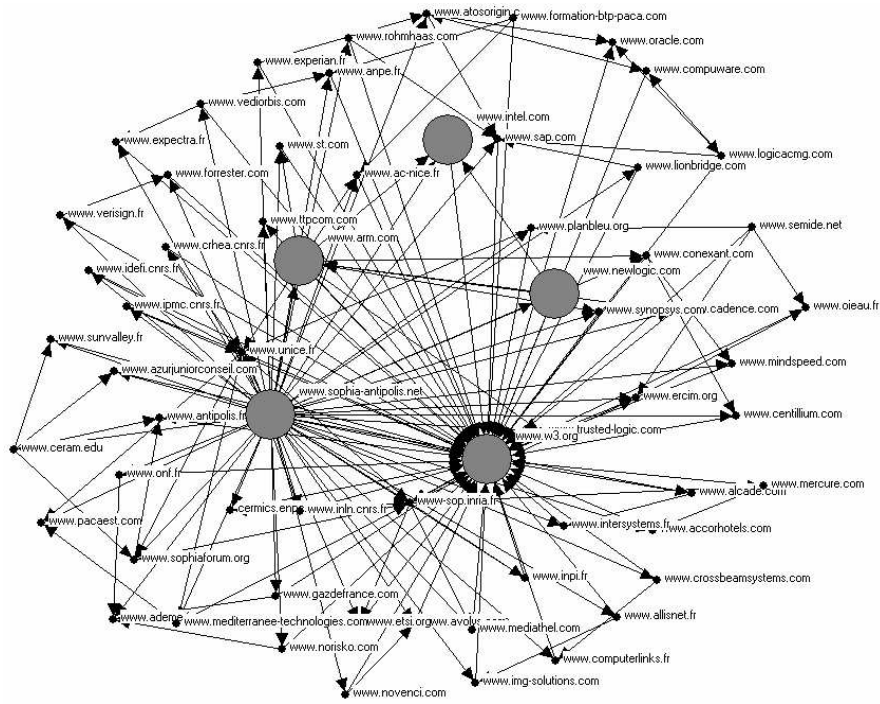 www.atosorigin.c
www.formation-btp-paca.com
www.rohmhaas.com
www.oracle.com
www.experian.fr
www.anpe.fr
www.compuware.com
www.vediorbis.com
www.intel.com
www.sap.com
www.expectra.fr
www.st.com
www.logicacmg.com
www.lionbridge.com
www.forrester.com
www.ac-nice.fr
www.verisign.fr
www.ttpcom.com
www.planbleu.org
www.semide.net
www.arm.com
www.crhea.cnrs.fr
www.conexant.com
www.idefi.cnrs.fr
www.newlogic.com
www.ipmc.cnrs.fr
www.synopsys.com
.cadence.com
www.oieau.fr
www.sunvalley.fr
www.unice.fr
www.mindspeed.com
www.azurjuniorconseil.com
www.sophia-antipolis.net
www.ercim.org
www.antipolis.fr
www.centillium.com
www.trusted-logic.com
www.w3.org
www.ceram.edu
www.onf.fr
www.mercure.com
www.alcade.com
www.sop.inria.fr
cermics.enpc
www.inln.cnrs.fr
www.pacaest.com
www.intersystems.fr
www.accorhotels.com
www.sophiaforum.org
www.inpi.fr
www.crossbeamsystems.com
www.gazdefrance.com
www.allisnet.fr
www.ademe
www.mediterranee-technologies.com
www.etsi.org
www.mediathel.com
www.norisko.com
www.computerlinks.fr
www.img-solutions.com
www.novenci.com